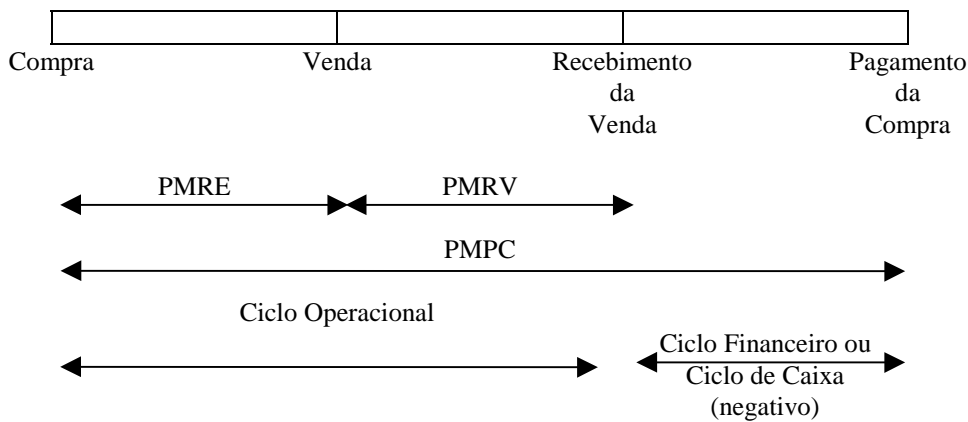 Compra Venda Recebimento Pagamento
da da
Venda Compra
PMRE PMRV
PMPC
Ciclo Operacional
Ciclo Financeiro ou
Ciclo de Caixa
(negativo)